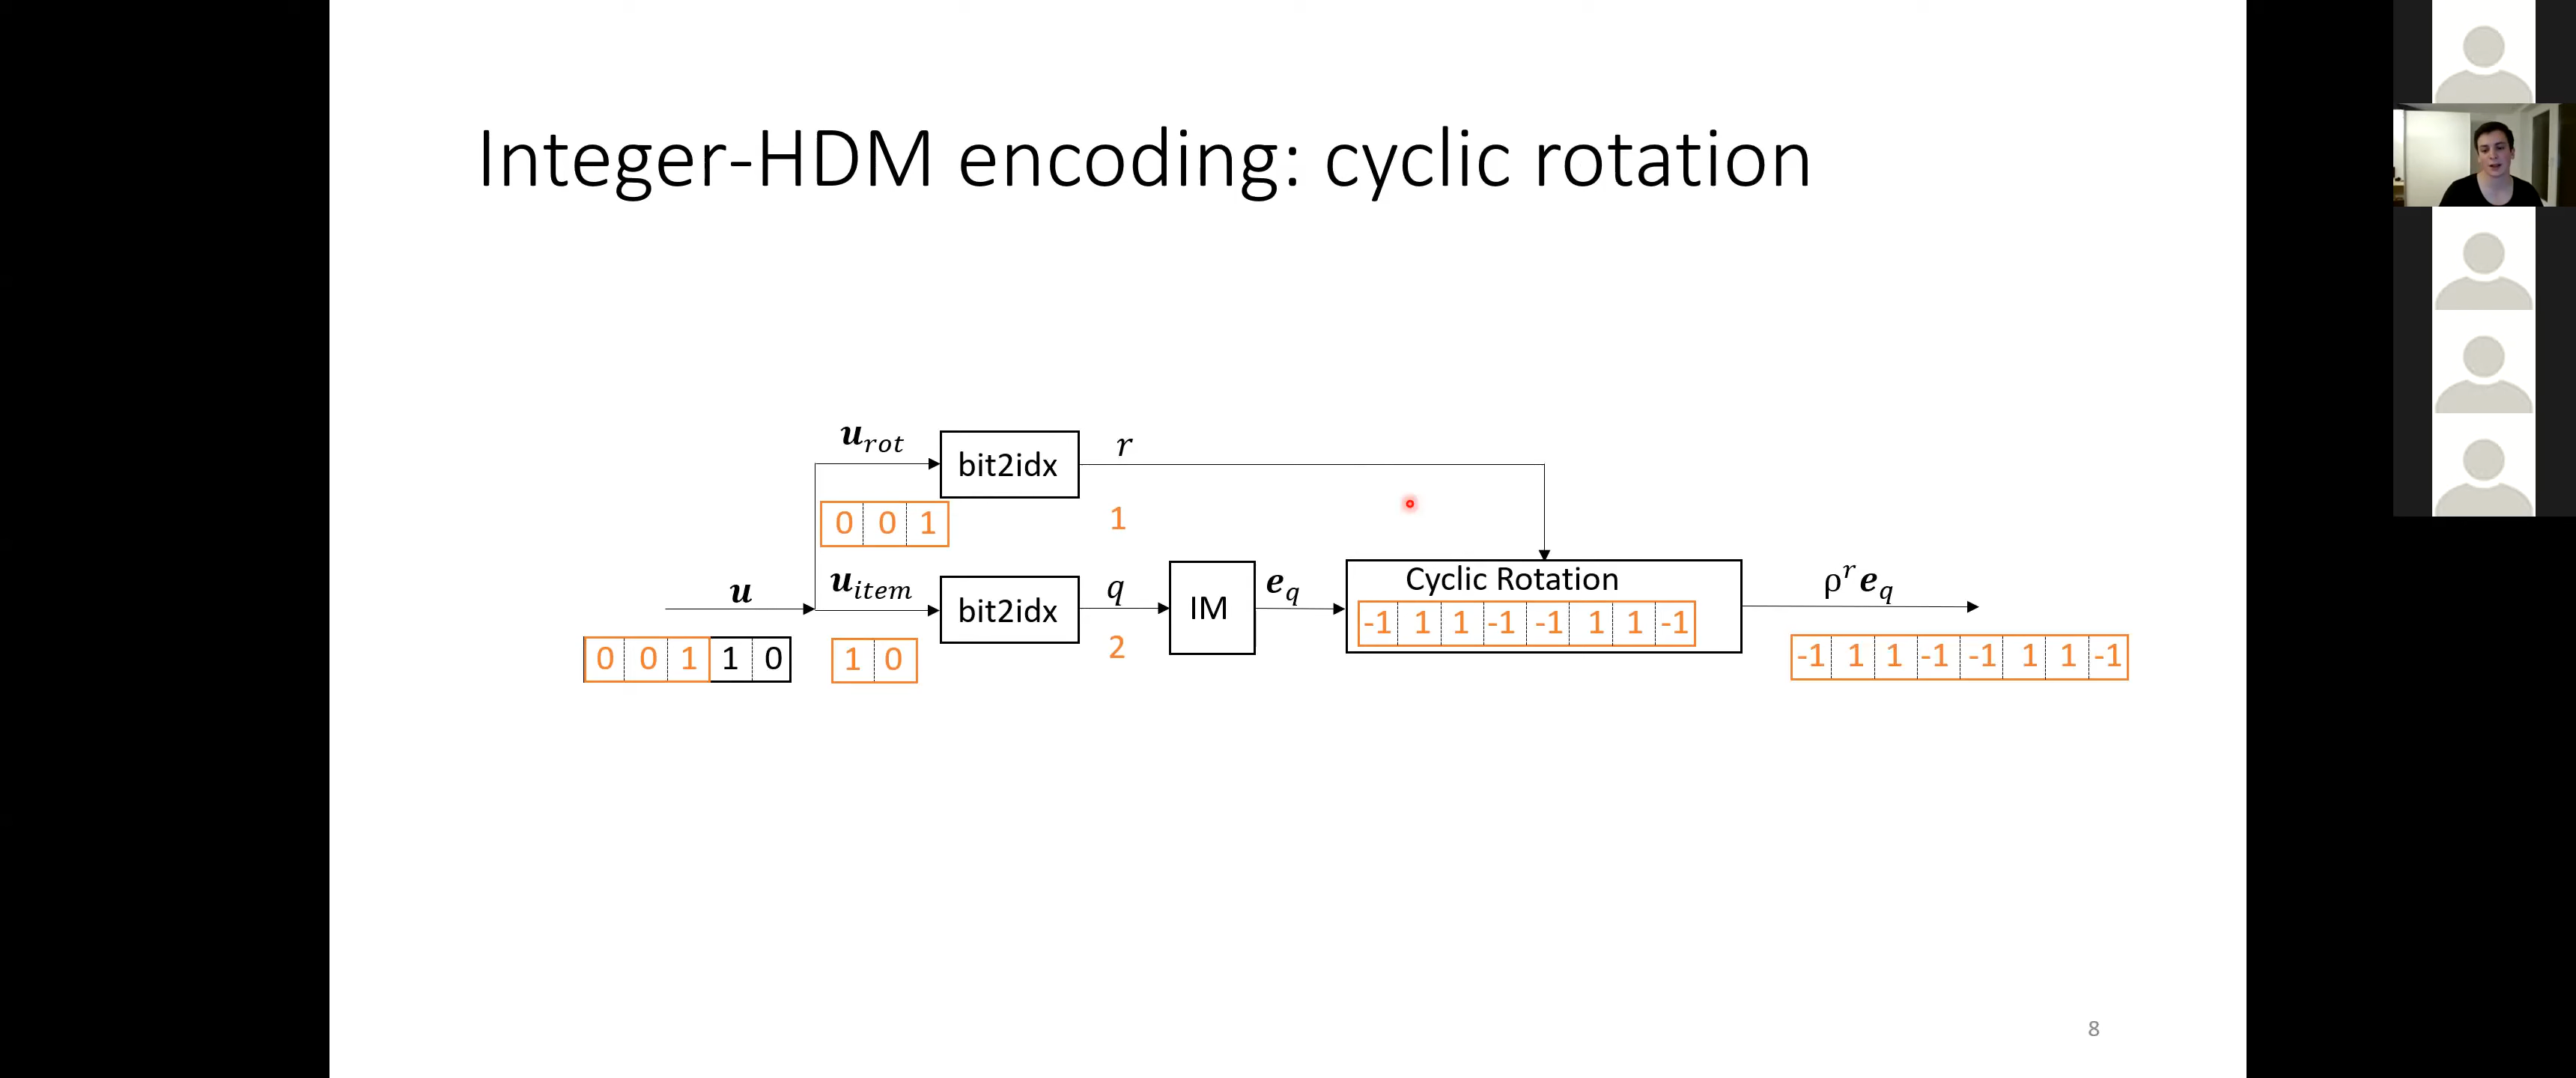 Integer-HDM encoding: cyclic rotation
u_rot
bit2idx
r
0 0 1
1
u
u_item
bit2idx
q
IM
e_q
Cyclic Rotation
-1 1 1 -1 -1 1 1 -1
ρ^r e_q
0 0 1 1 0
1 0
2
-1 1 1 -1 -1 1 1 -1
8